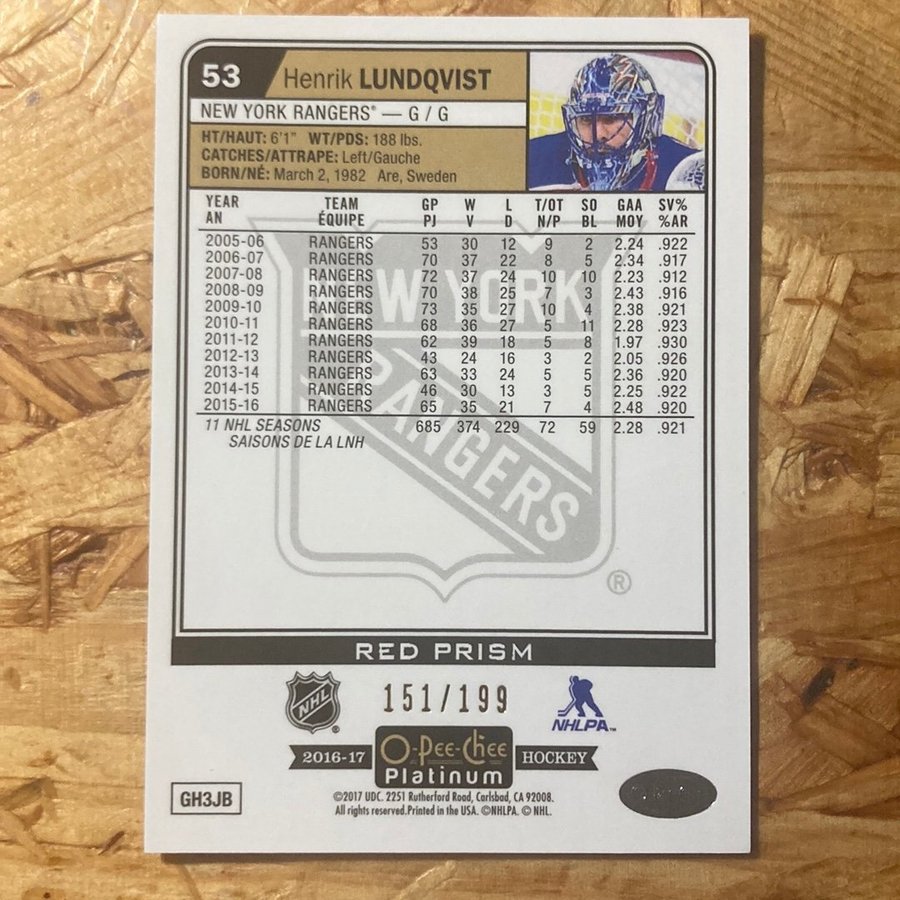 53 Henrik LUNDQVIST
NEW YORK RANGERS® — G / G
HT/HAUT: 6'1" WT/PDS: 188 lbs.
CATCHES/ATTRAPE: Left/Gauche
BORN/NÉ: March 2, 1982 Are, Sweden
YEAR TEAM GP W L T/OT SO GAA SV%
AN ÉQUIPE PJ V D N/P BL MOY %AR
2005-06 RANGERS 53 30 12 9 2 2.24 .922
2006-07 RANGERS 70 37 22 8 5 2.34 .917
2007-08 RANGERS 72 37 24 10 10 2.23 .912
2008-09 RANGERS 70 38 25 7 3 2.43 .916
2009-10 RANGERS 73 35 27 10 4 2.38 .921
2010-11 RANGERS 68 36 27 5 11 2.28 .923
2011-12 RANGERS 62 39 18 5 8 1.97 .930
2012-13 RANGERS 43 24 16 3 2 2.05 .926
2013-14 RANGERS 63 33 24 5 5 2.36 .920
2014-15 RANGERS 46 30 13 3 5 2.25 .922
2015-16 RANGERS 65 35 21 7 4 2.48 .920
11 NHL SEASONS 685 374 229 72 59 2.28 .921
SAISONS DE LA LNH
NEW YORK
RANGERS
®
RED PRISM
NHL
151/199
NHLPA™
2016-17 O-Pee-Chee HOCKEY
Platinum
GH3JB
©2017 UDC. 2251 Rutherford Road, Carlsbad, CA 92008.
All rights reserved.Printed in the USA. ©NHLPA. © NHL.